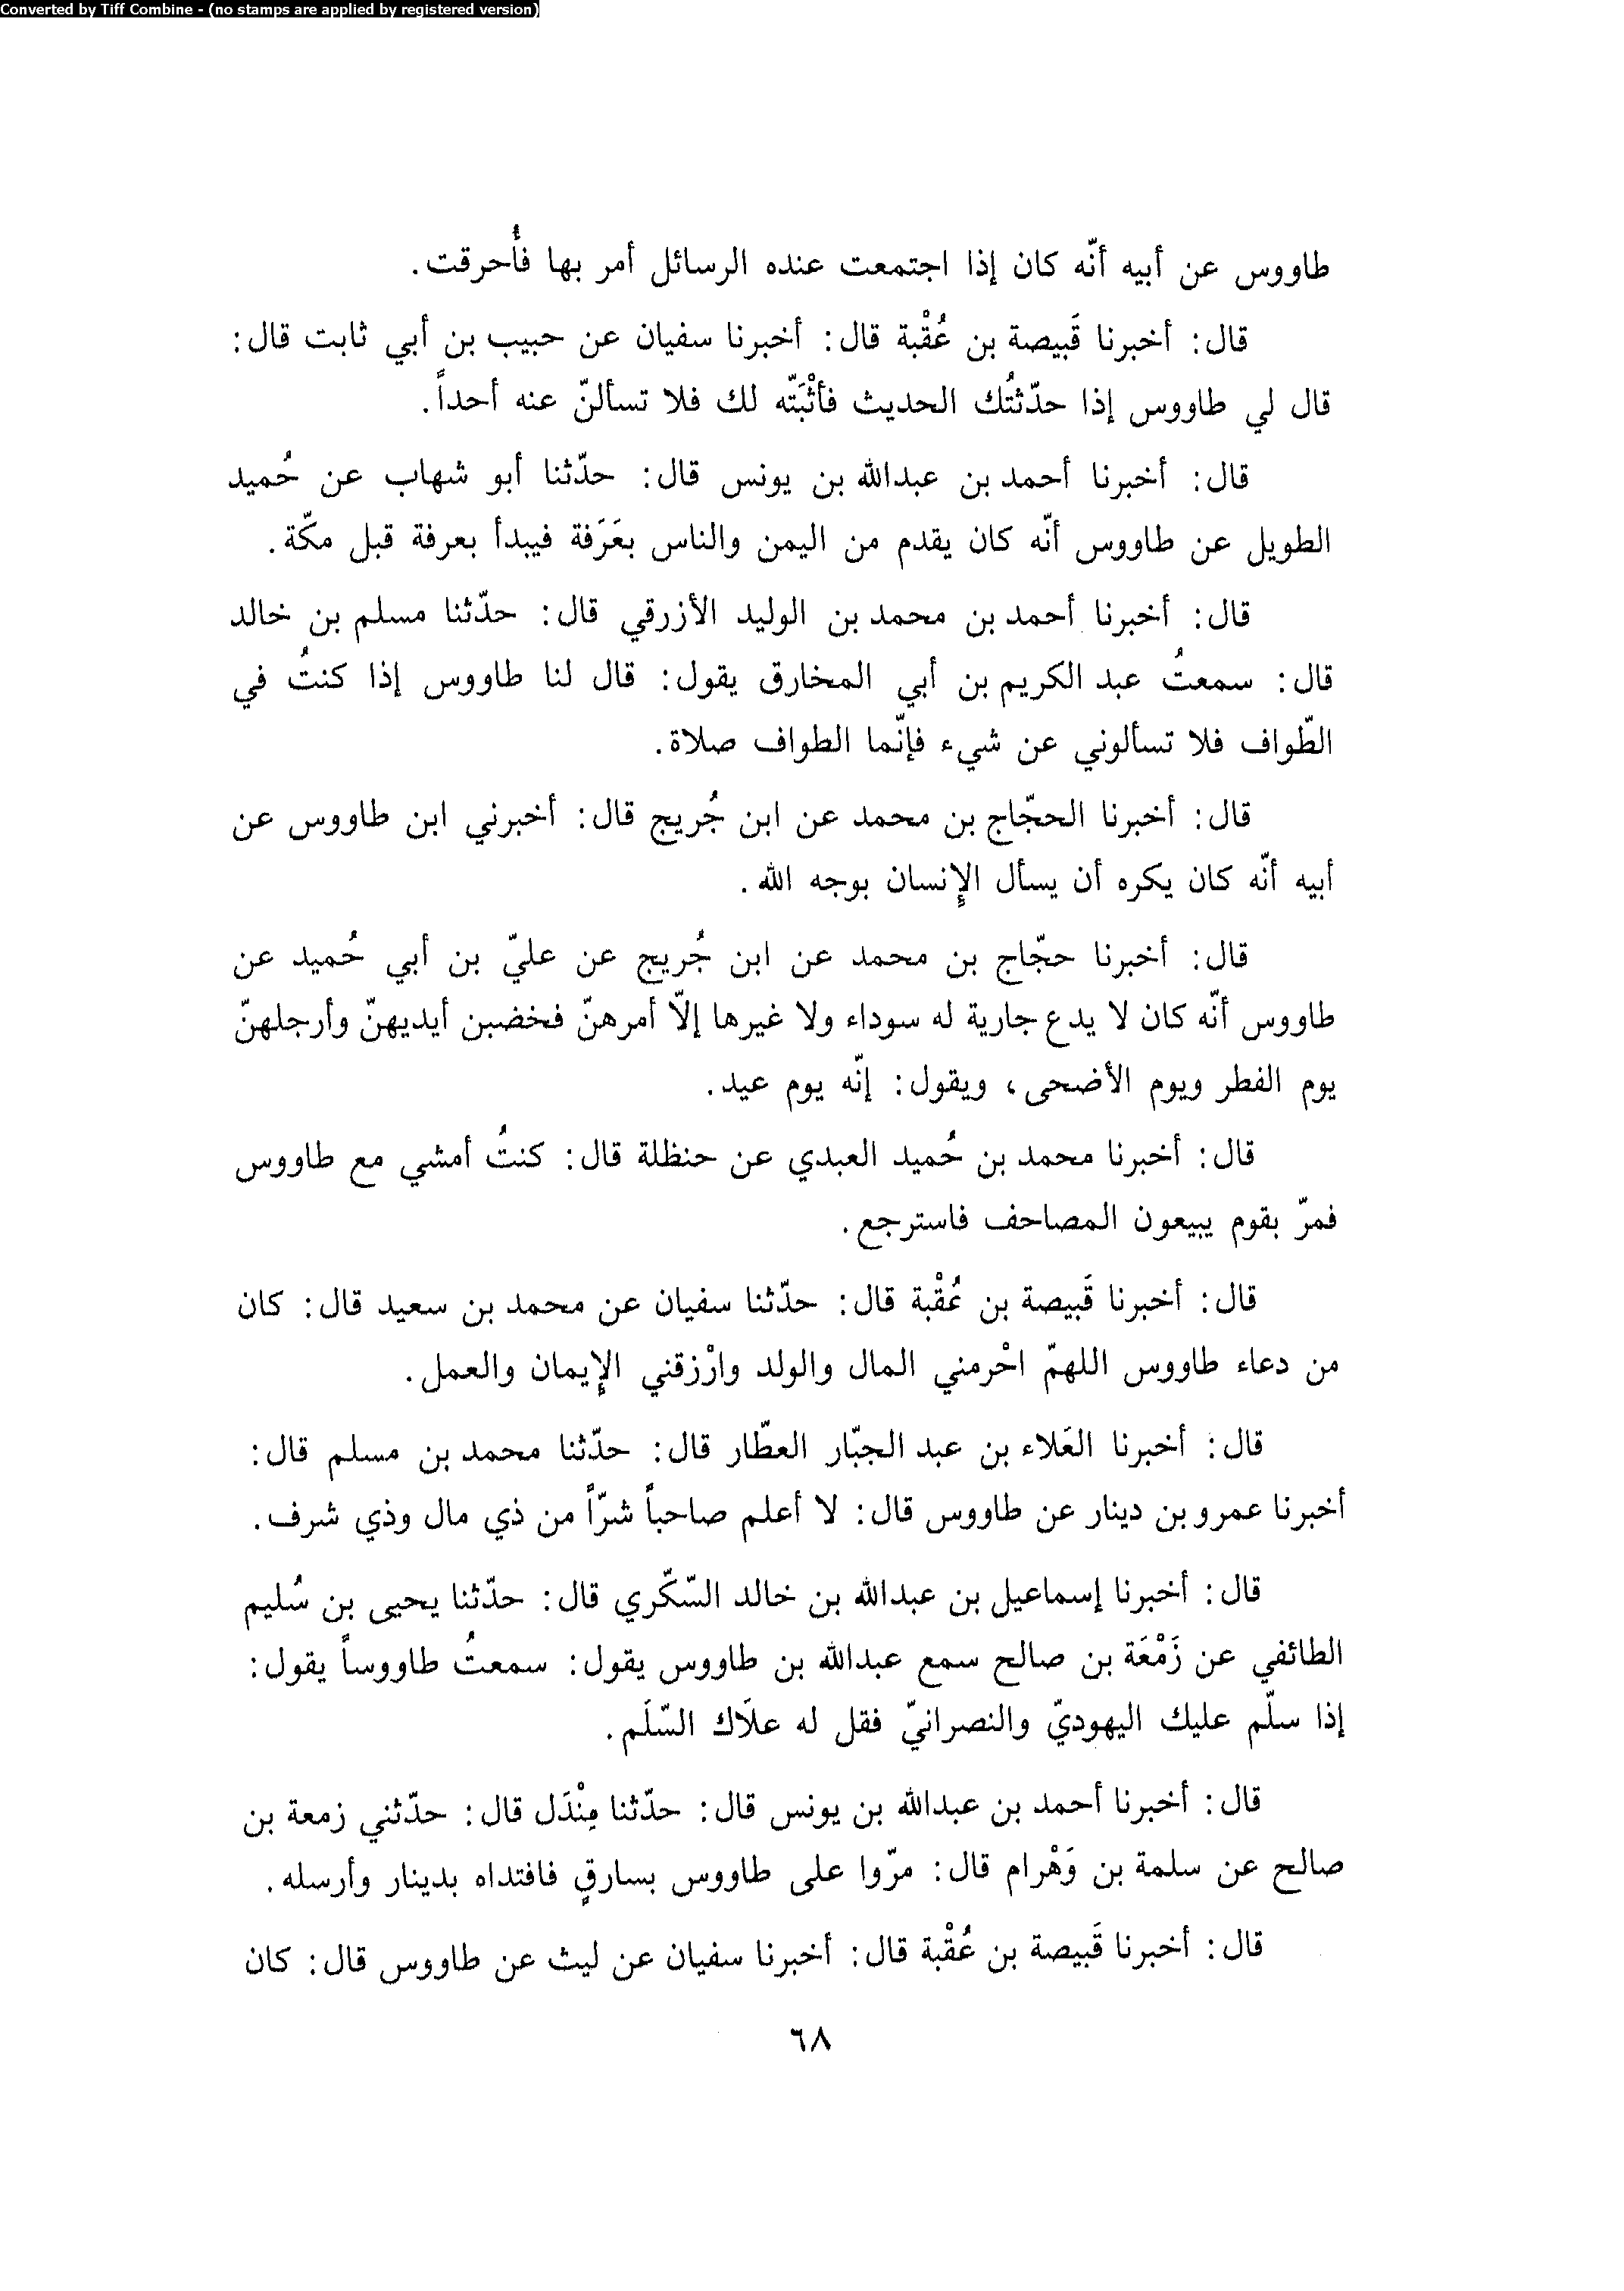 Converted by Tiff Combine - (no stamps are applied by registered version)
طاووس عن أبيه أنّه كان إذا اجتمعت عنده الرسائل أمر بها فأُحرقت.
قال: أخبرنا قَبيصة بن عُقْبة قال: أخبرنا سفيان عن حبيب بن أبي ثابت قال:
قال لي طاووس إذا حدّثتُك الحديث فأثْبَتّه لك فلا تسألنّ عنه أحداً.
قال: أخبرنا أحمد بن عبدالله بن يونس قال: حدّثنا أبو شهاب عن حُميد
الطويل عن طاووس أنّه كان يقدم من اليمن والناس بعَرَفة فيبدأ بعرفة قبل مكّة.
قال: أخبرنا أحمد بن محمد بن الوليد الأزرقي قال: حدّثنا مسلم بن خالد
قال: سمعتُ عبد الكريم بن أبي المخارق يقول: قال لنا طاووس إذا كنتُ في
الطّواف فلا تسألوني عن شيء فإنّما الطواف صلاة.
قال: أخبرنا الحجّاج بن محمد عن ابن جُريج قال: أخبرني ابن طاووس عن
أبيه أنّه كان يكره أن يسأل الإنسان بوجه الله.
قال: أخبرنا حجّاج بن محمد عن ابن جُريج عن عليّ بن أبي حُميد عن
طاووس أنّه كان لا يدع جارية له سوداء ولا غيرها إلاّ أمرهنّ فخضبن أيديهنّ وأرجلهنّ
يوم الفطر ويوم الأضحى، ويقول: إنّه يوم عيد.
قال: أخبرنا محمد بن حُميد العبدي عن حنظلة قال: كنتُ أمشي مع طاووس
فمرّ بقوم يبيعون المصاحف فاسترجع.
قال: أخبرنا قَبيصة بن عُقْبة قال: حدّثنا سفيان عن محمد بن سعيد قال: كان
من دعاء طاووس اللهمّ احْرمني المال والولد وارْزقني الإيمان والعمل.
قال: أخبرنا العَلاء بن عبد الجبّار العطّار قال: حدّثنا محمد بن مسلم قال:
أخبرنا عمرو بن دينار عن طاووس قال: لا أعلم صاحباً شرّاً من ذي مال وذي شرف.
قال: أخبرنا إسماعيل بن عبدالله بن خالد السّكّري قال: حدّثنا يحيى بن سُليم
الطائفي عن زَمْعَة بن صالح سمع عبدالله بن طاووس يقول: سمعتُ طاووساً يقول:
إذا سلّم عليك اليهوديّ والنصرانيّ فقل له علاَك السّلَم.
قال: أخبرنا أحمد بن عبدالله بن يونس قال: حدّثنا مِنْدَل قال: حدّثني زمعة بن
صالح عن سلمة بن وَهْرام قال: مرّوا على طاووس بسارقٍ فافتداه بدينار وأرسله.
قال: أخبرنا قَبيصة بن عُقْبة قال: أخبرنا سفيان عن ليث عن طاووس قال: كان
٦٨